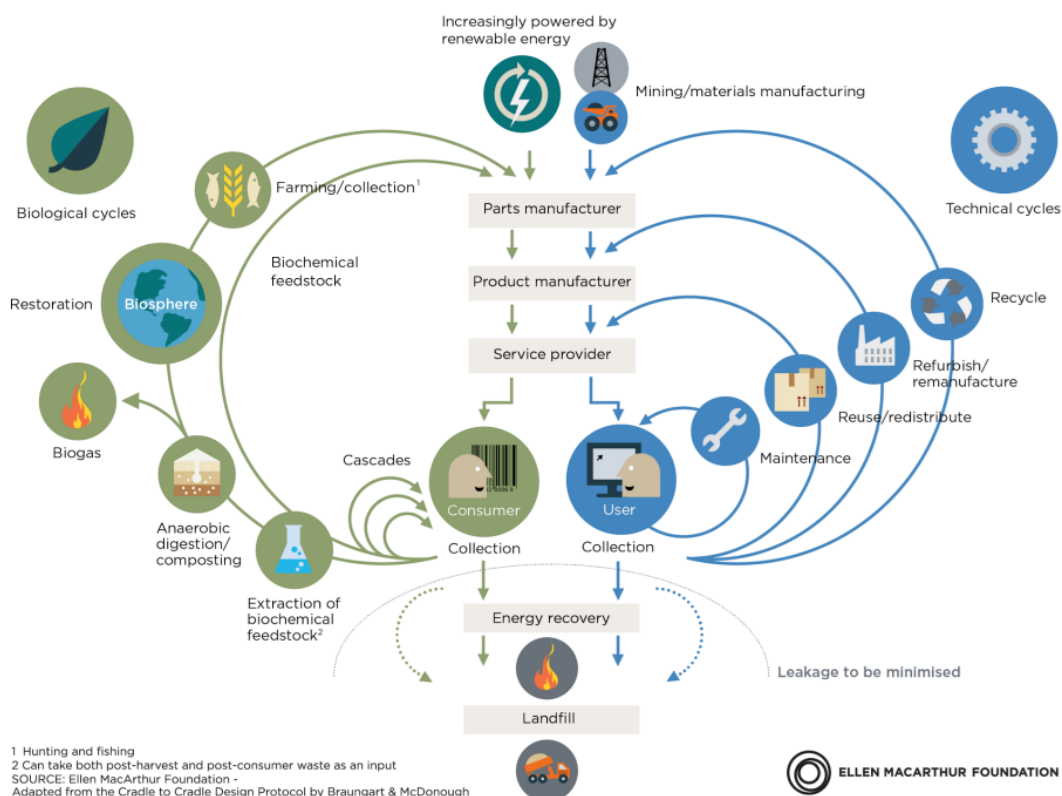 Increasingly powered by
renewable energy
Mining/materials manufacturing
Biological cycles
Technical cycles
Farming/collection¹
Parts manufacturer
Biochemical
feedstock
Product manufacturer
Restoration
Biosphere
Recycle
Service provider
Refurbish/
remanufacture
Reuse/redistribute
Biogas
Cascades
Maintenance
Consumer
User
Anaerobic
digestion/
composting
Collection
Collection
Extraction of
biochemical
feedstock²
Energy recovery
Leakage to be minimised
Landfill
1 Hunting and fishing
2 Can take both post-harvest and post-consumer waste as an input
SOURCE: Ellen MacArthur Foundation -
Adapted from the Cradle to Cradle Design Protocol by Braungart & McDonough
ELLEN MACARTHUR FOUNDATION